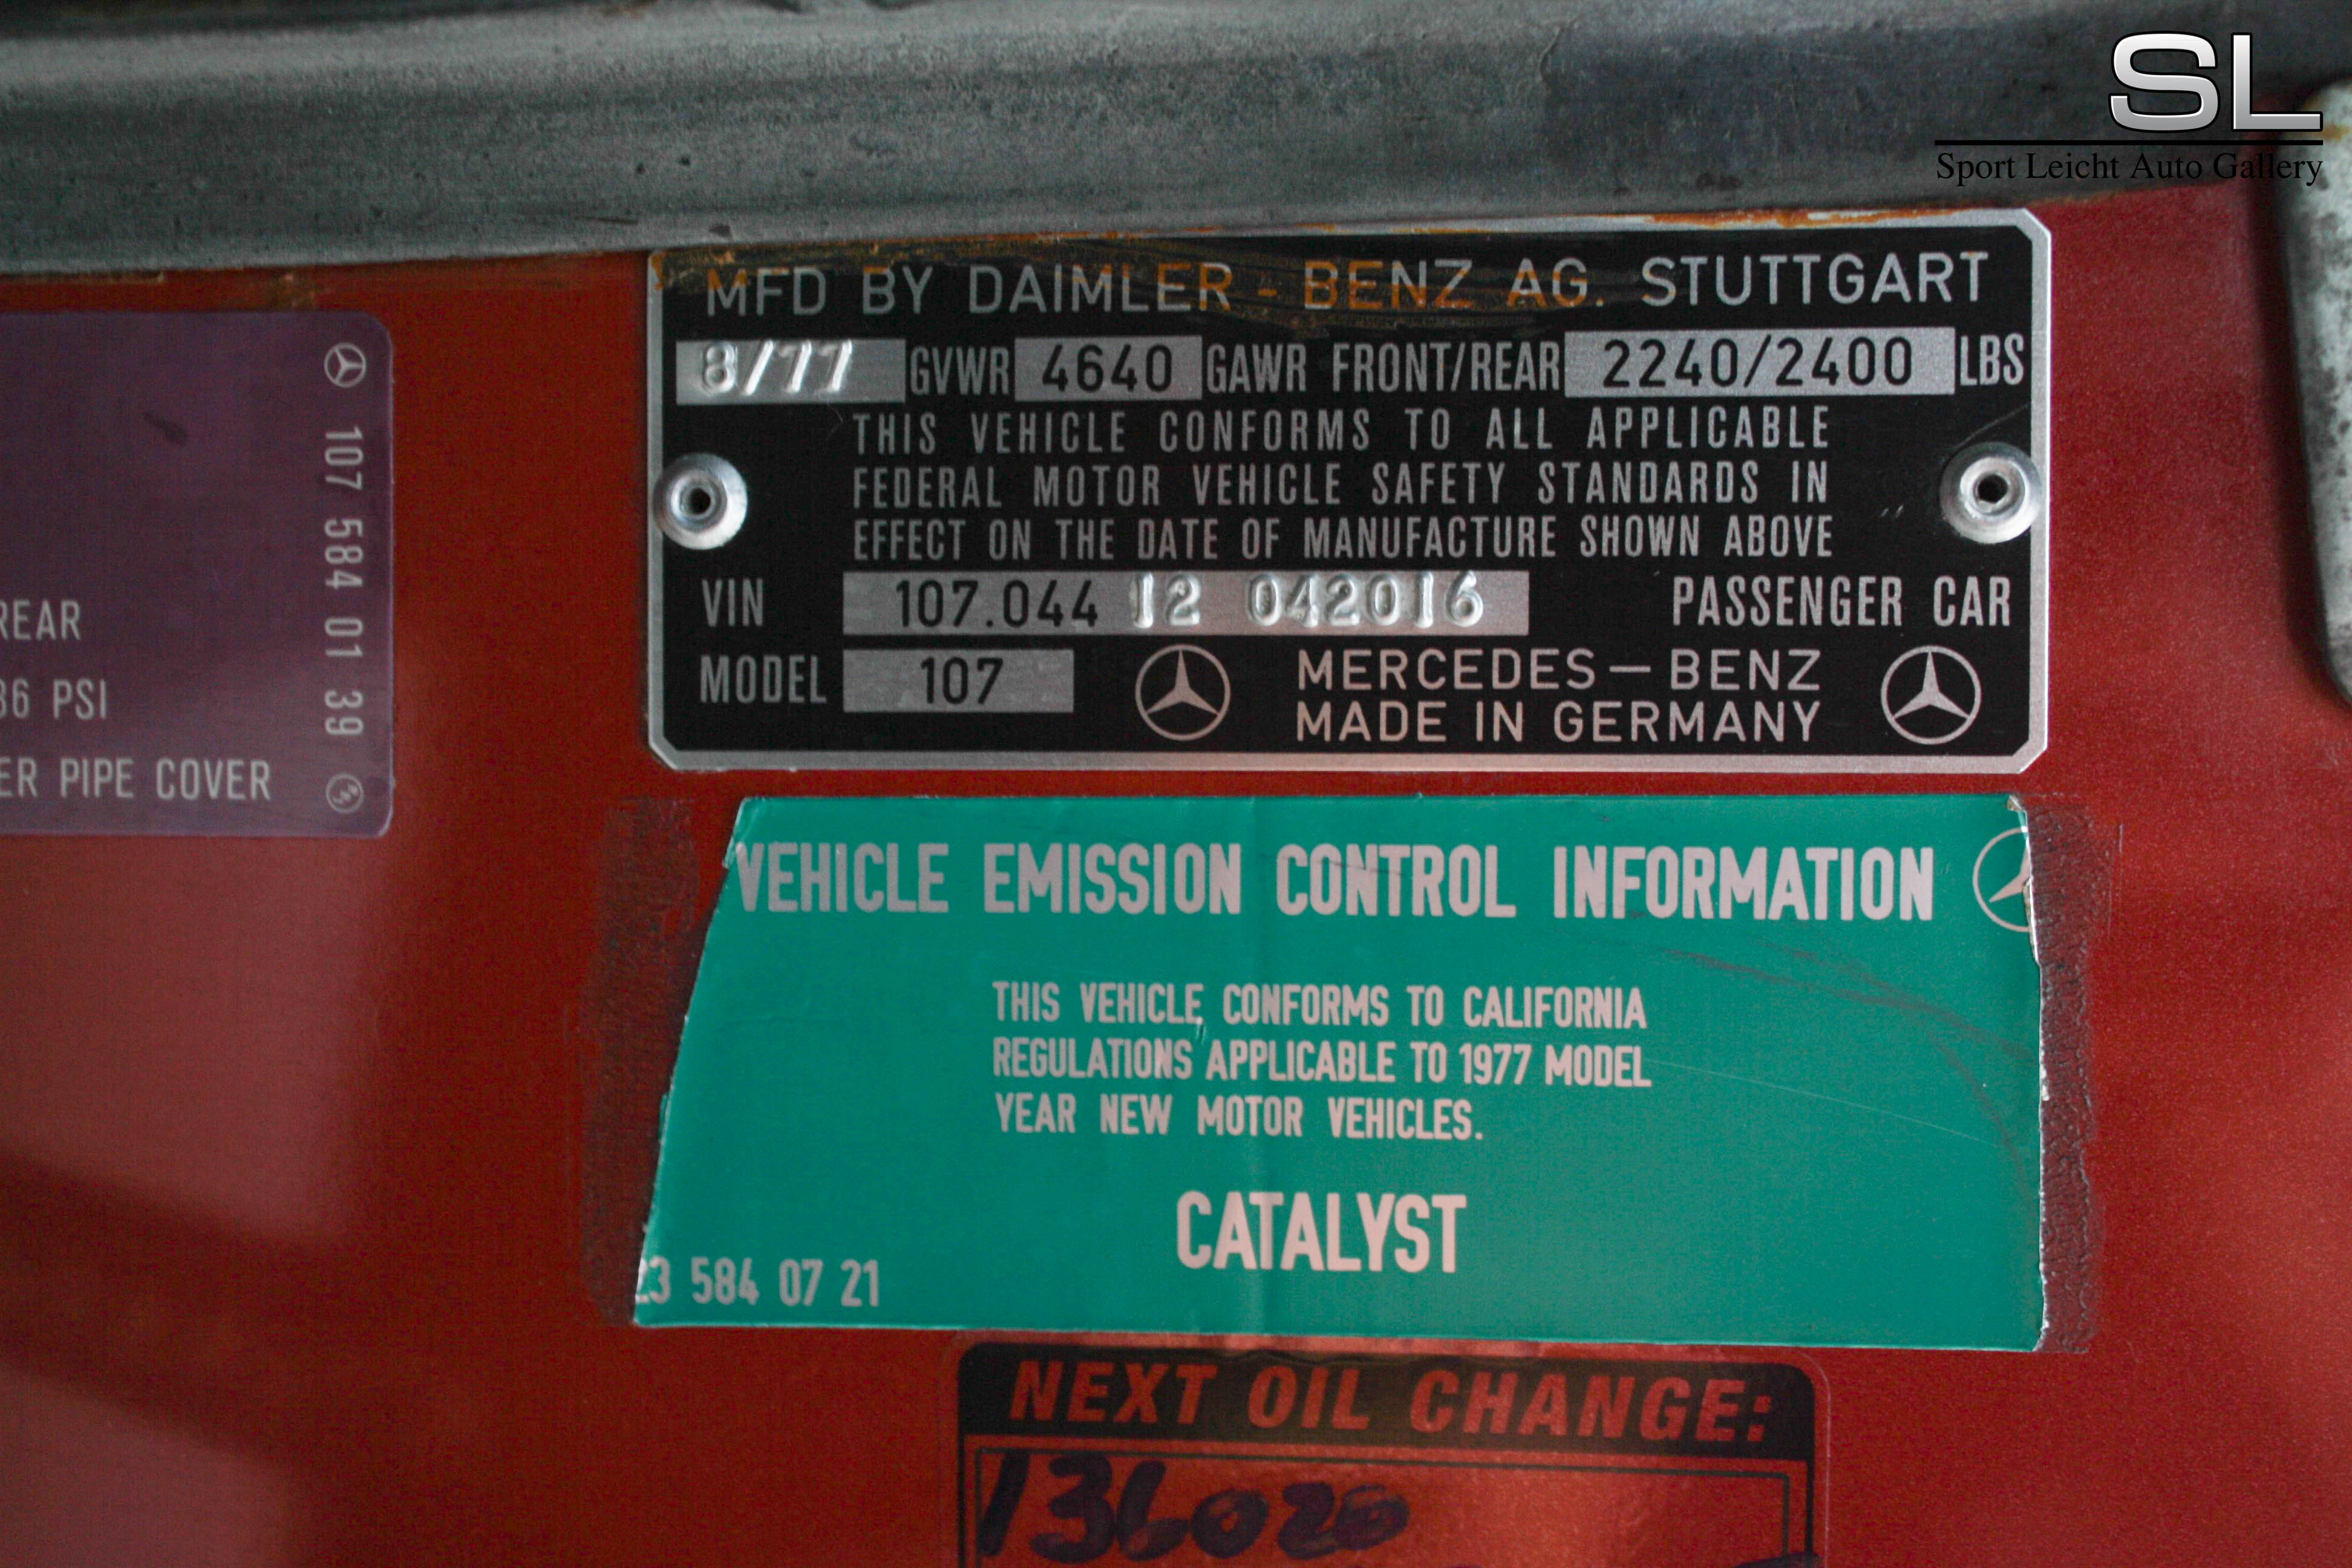 SL
Sport Leicht Auto Gallery
MFD BY DAIMLER - BENZ AG. STUTTGART
8/77 GVWR 4640 GAWR FRONT/REAR 2240/2400 LBS
THIS VEHICLE CONFORMS TO ALL APPLICABLE
FEDERAL MOTOR VEHICLE SAFETY STANDARDS IN
EFFECT ON THE DATE OF MANUFACTURE SHOWN ABOVE
VIN 107.044 12 042016 PASSENGER CAR
MODEL 107 MERCEDES-BENZ
MADE IN GERMANY
107 584 01 39
REAR
36 PSI
ER PIPE COVER
VEHICLE EMISSION CONTROL INFORMATION
THIS VEHICLE CONFORMS TO CALIFORNIA
REGULATIONS APPLICABLE TO 1977 MODEL
YEAR NEW MOTOR VEHICLES.
CATALYST
23 584 07 21
NEXT OIL CHANGE:
136020